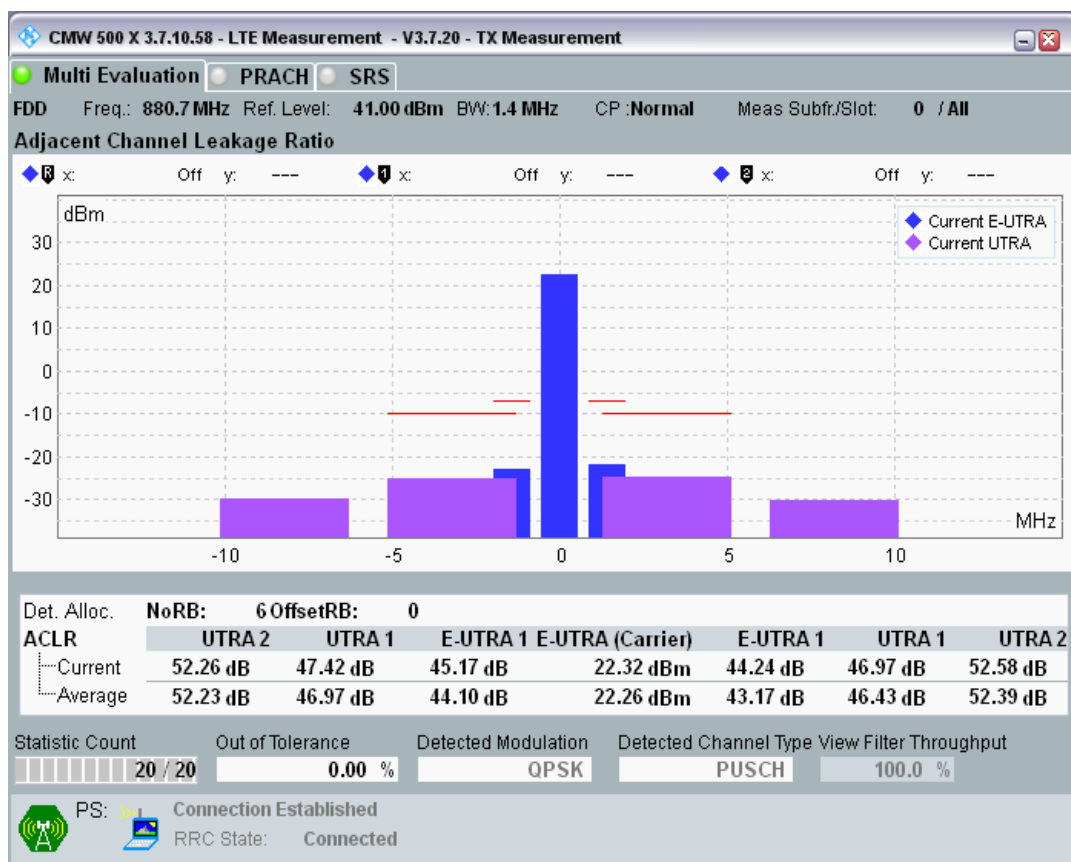 CMW 500 X 3.7.10.58 - LTE Measurement - V3.7.20 - TX Measurement
Multi Evaluation PRACH SRS
FDD Freq.: 880.7 MHz Ref. Level: 41.00 dBm BW: 1.4 MHz CP :Normal Meas Subfr./Slot: 0 / All
Adjacent Channel Leakage Ratio
R x: Off y: --- 1 x: Off y: --- 2 x: Off y: ---
dBm
Current E-UTRA
Current UTRA
30
20
10
0
-10
-20
-30
MHz
-10 -5 0 5 10
Det. Alloc. NoRB: 6 OffsetRB: 0
ACLR UTRA 2 UTRA 1 E-UTRA 1 E-UTRA (Carrier) E-UTRA 1 UTRA 1 UTRA 2
Current 52.26 dB 47.42 dB 45.17 dB 22.32 dBm 44.24 dB 46.97 dB 52.58 dB
Average 52.23 dB 46.97 dB 44.10 dB 22.26 dBm 43.17 dB 46.43 dB 52.39 dB
Statistic Count Out of Tolerance Detected Modulation Detected Channel Type View Filter Throughput
20 / 20 0.00 % QPSK PUSCH 100.0 %
PS: Connection Established
RRC State: Connected